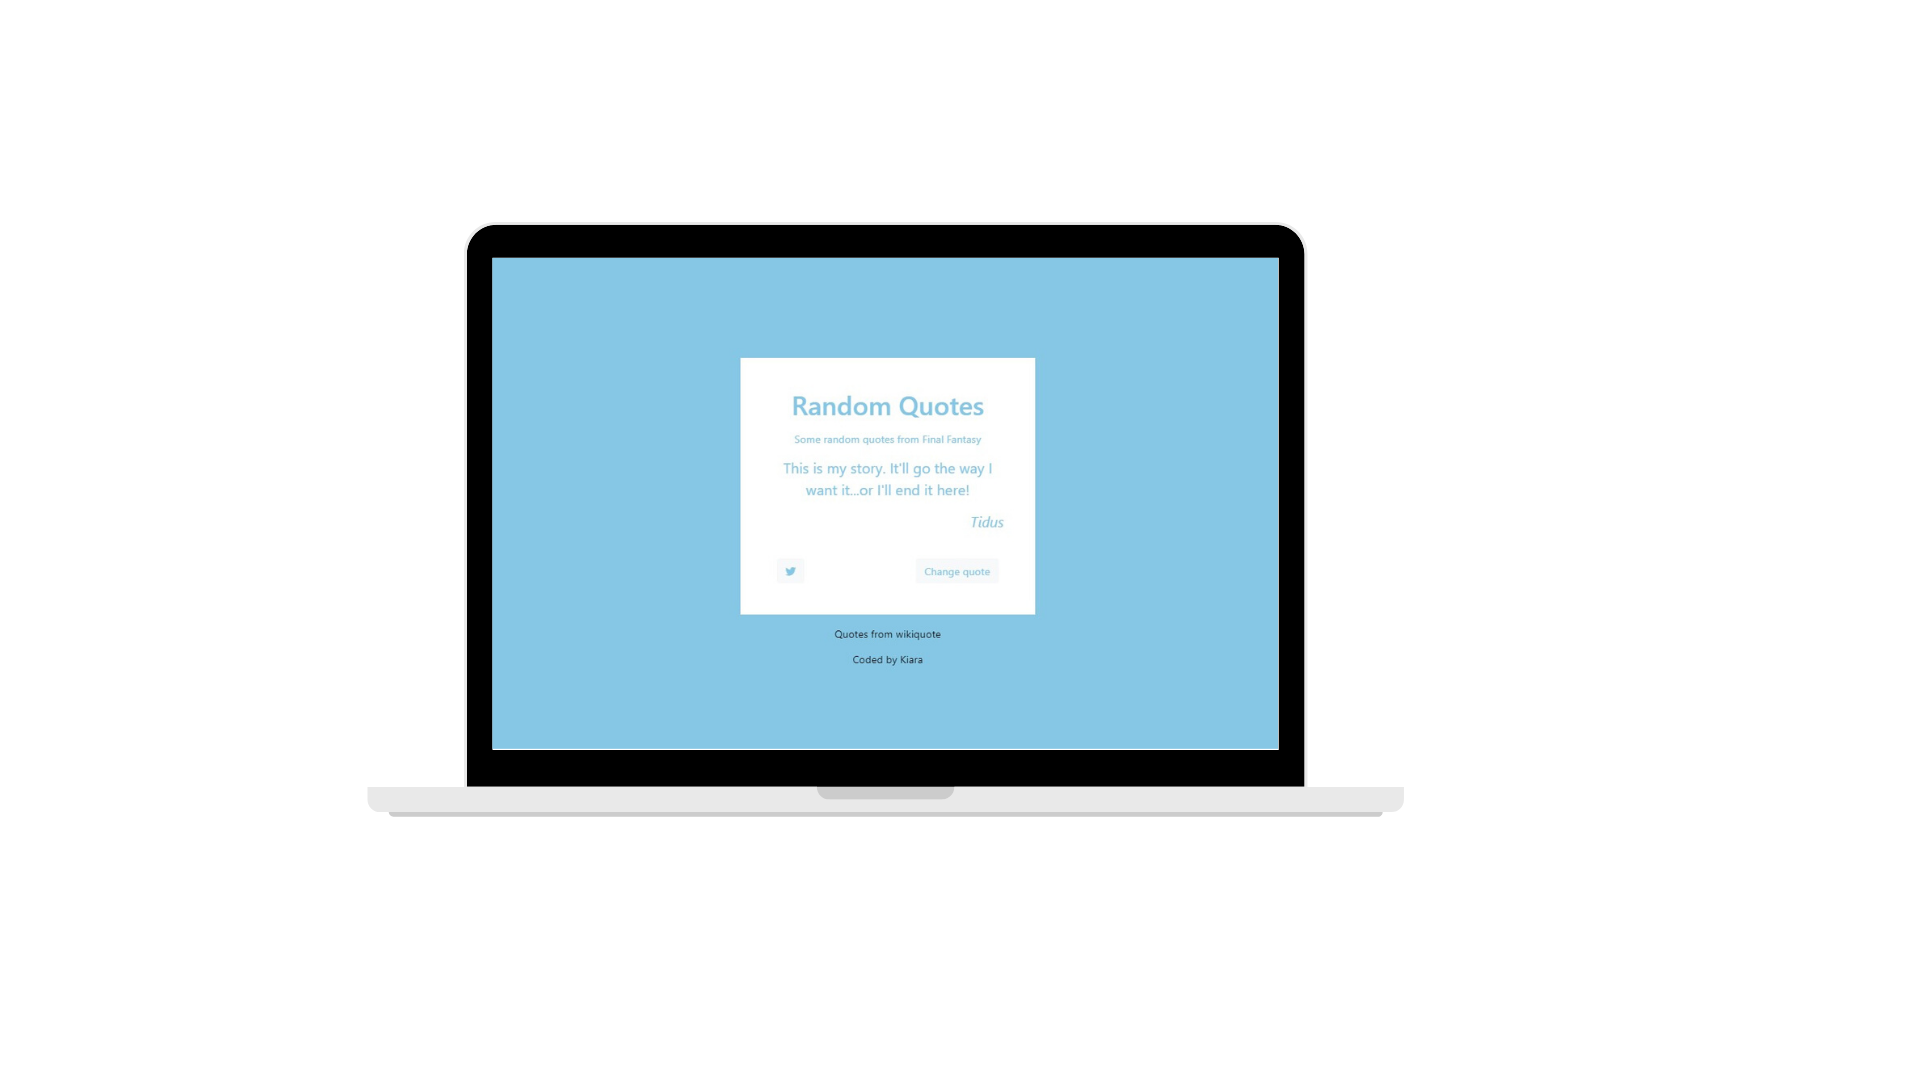 Random Quotes
Some random quotes from Final Fantasy
This is my story. It'll go the way I
want it...or I'll end it here!
Tidus
Change quote
Quotes from wikiquote
Coded by Kiara